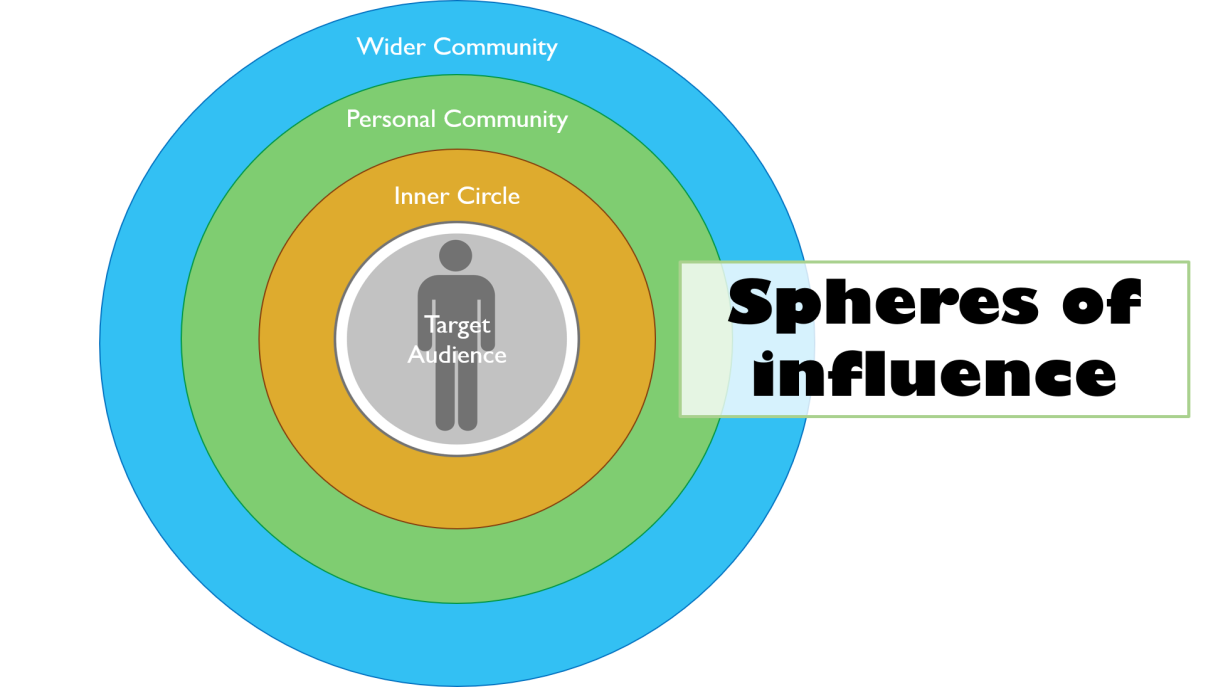 Wider Community
Personal Community
Inner Circle
Target
Audience
Spheres of
influence